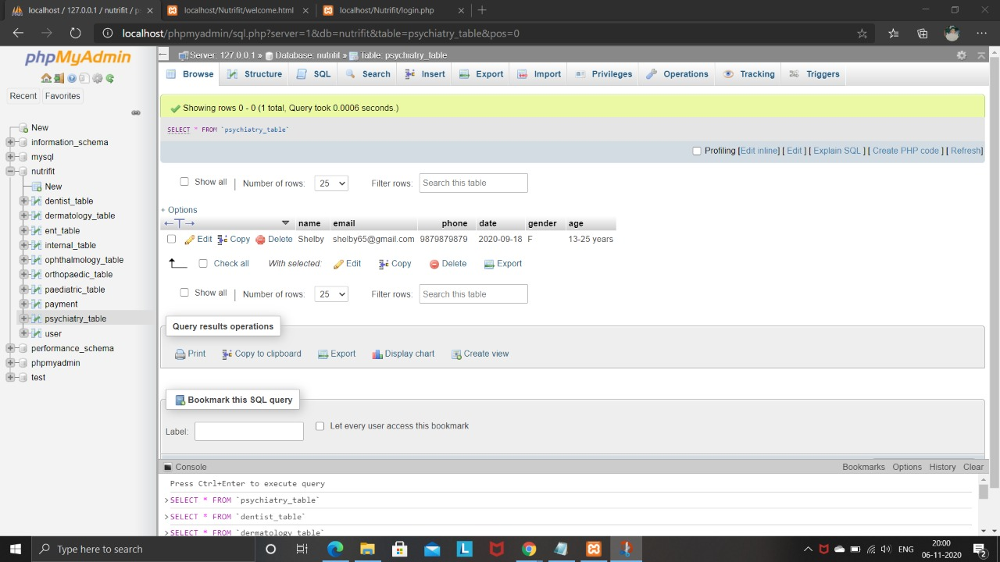 localhost / 127.0.0.1 / nutrifit / p
localhost/Nutrifit/welcome.html
localhost/Nutrifit/login.php
localhost/phpmyadmin/sql.php?server=1&db=nutrifit&table=psychiatry_table&pos=0
phpMyAdmin
Recent Favorites
New
information_schema
mysql
nutrifit
New
dentist_table
dermatology_table
ent_table
internal_table
ophthalmology_table
orthopaedic_table
paediatric_table
payment
psychiatry_table
user
performance_schema
phpmyadmin
test
Server: 127.0.0.1 » Database: nutrifit » Table: psychiatry_table
Browse Structure SQL Search Insert Export Import Privileges Operations Tracking Triggers
Showing rows 0 - 0 (1 total, Query took 0.0006 seconds.)
SELECT * FROM `psychiatry_table`
Profiling [Edit inline] [ Edit ] [ Explain SQL ] [ Create PHP code ] [ Refresh]
Show all | Number of rows: 25 Filter rows: Search this table
+ Options
←T→ name email phone date gender age
Edit Copy Delete Shelby shelby65@gmail.com 9879879879 2020-09-18 F 13-25 years
Check all With selected: Edit Copy Delete Export
Show all | Number of rows: 25 Filter rows: Search this table
Query results operations
Print Copy to clipboard Export Display chart Create view
Bookmark this SQL query
Label: Let every user access this bookmark
Console Bookmarks Options History Clear
Press Ctrl+Enter to execute query
>SELECT * FROM `psychiatry_table`
>SELECT * FROM `dentist_table`
>SELECT * FROM `dermatology_table`
Type here to search
L
ENG
20:00
06-11-2020
2